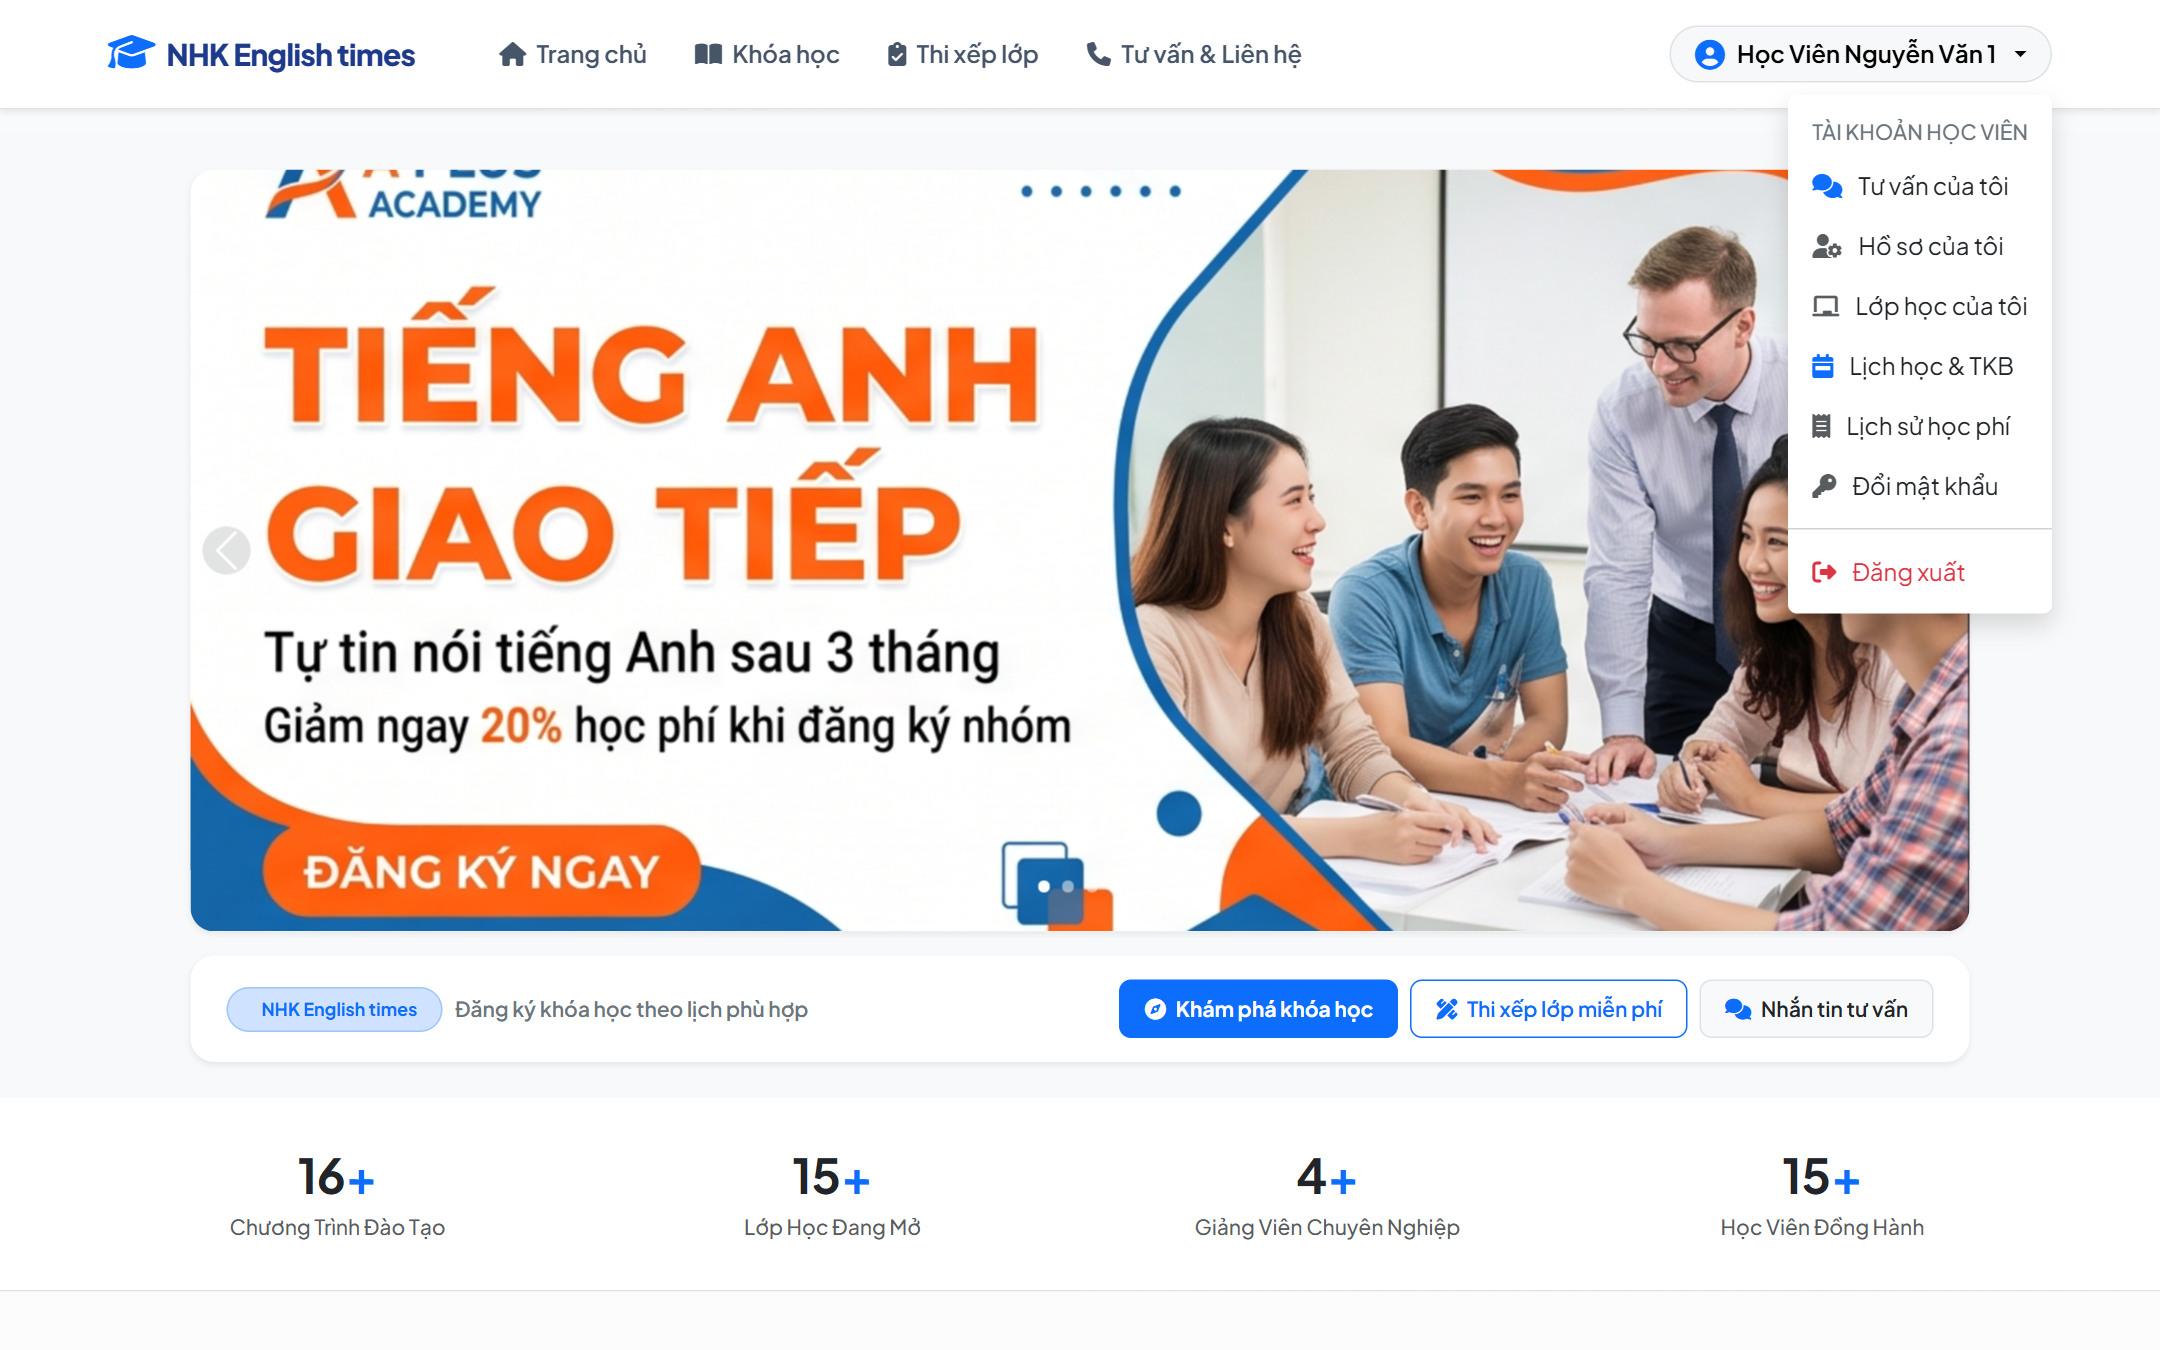 NHK English times
Trang chủ
Khóa học
Thi xếp lớp
Tư vấn & Liên hệ
Học Viên Nguyễn Văn 1
TÀI KHOẢN HỌC VIÊN
Tư vấn của tôi
Hồ sơ của tôi
Lớp học của tôi
Lịch học & TKB
Lịch sử học phí
Đổi mật khẩu
Đăng xuất
ACADEMY
TIẾNG ANH
GIAO TIẾP
Tự tin nói tiếng Anh sau 3 tháng
Giảm ngay 20% học phí khi đăng ký nhóm
ĐĂNG KÝ NGAY
NHK English times
Đăng ký khóa học theo lịch phù hợp
Khám phá khóa học
Thi xếp lớp miễn phí
Nhắn tin tư vấn
16+
Chương Trình Đào Tạo
15+
Lớp Học Đang Mở
4+
Giảng Viên Chuyên Nghiệp
15+
Học Viên Đồng Hành